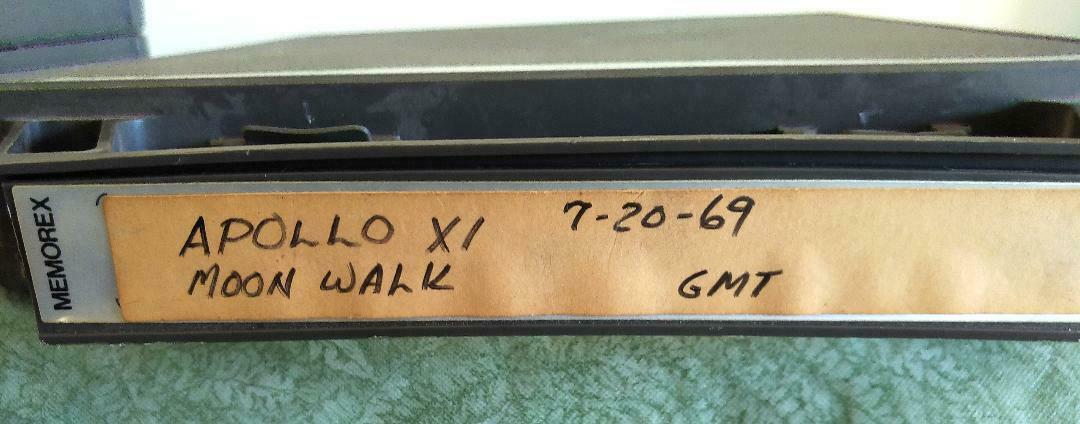 MEMOREX
APOLLO XI 7-20-69
MOON WALK GMT